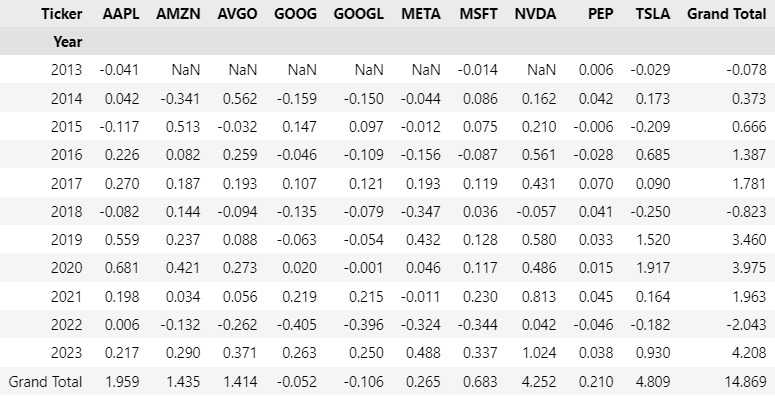 Ticker AAPL AMZN AVGO GOOG GOOGL META MSFT NVDA PEP TSLA Grand Total
Year
2013 -0.041 NaN NaN NaN NaN NaN -0.014 NaN 0.006 -0.029 -0.078
2014 0.042 -0.341 0.562 -0.159 -0.150 -0.044 0.086 0.162 0.042 0.173 0.373
2015 -0.117 0.513 -0.032 0.147 0.097 -0.012 0.075 0.210 -0.006 -0.209 0.666
2016 0.226 0.082 0.259 -0.046 -0.109 -0.156 -0.087 0.561 -0.028 0.685 1.387
2017 0.270 0.187 0.193 0.107 0.121 0.193 0.119 0.431 0.070 0.090 1.781
2018 -0.082 0.144 -0.094 -0.135 -0.079 -0.347 0.036 -0.057 0.041 -0.250 -0.823
2019 0.559 0.237 0.088 -0.063 -0.054 0.432 0.128 0.580 0.033 1.520 3.460
2020 0.681 0.421 0.273 0.020 -0.001 0.046 0.117 0.486 0.015 1.917 3.975
2021 0.198 0.034 0.056 0.219 0.215 -0.011 0.230 0.813 0.045 0.164 1.963
2022 0.006 -0.132 -0.262 -0.405 -0.396 -0.324 -0.344 0.042 -0.046 -0.182 -2.043
2023 0.217 0.290 0.371 0.263 0.250 0.488 0.337 1.024 0.038 0.930 4.208
Grand Total 1.959 1.435 1.414 -0.052 -0.106 0.265 0.683 4.252 0.210 4.809 14.869